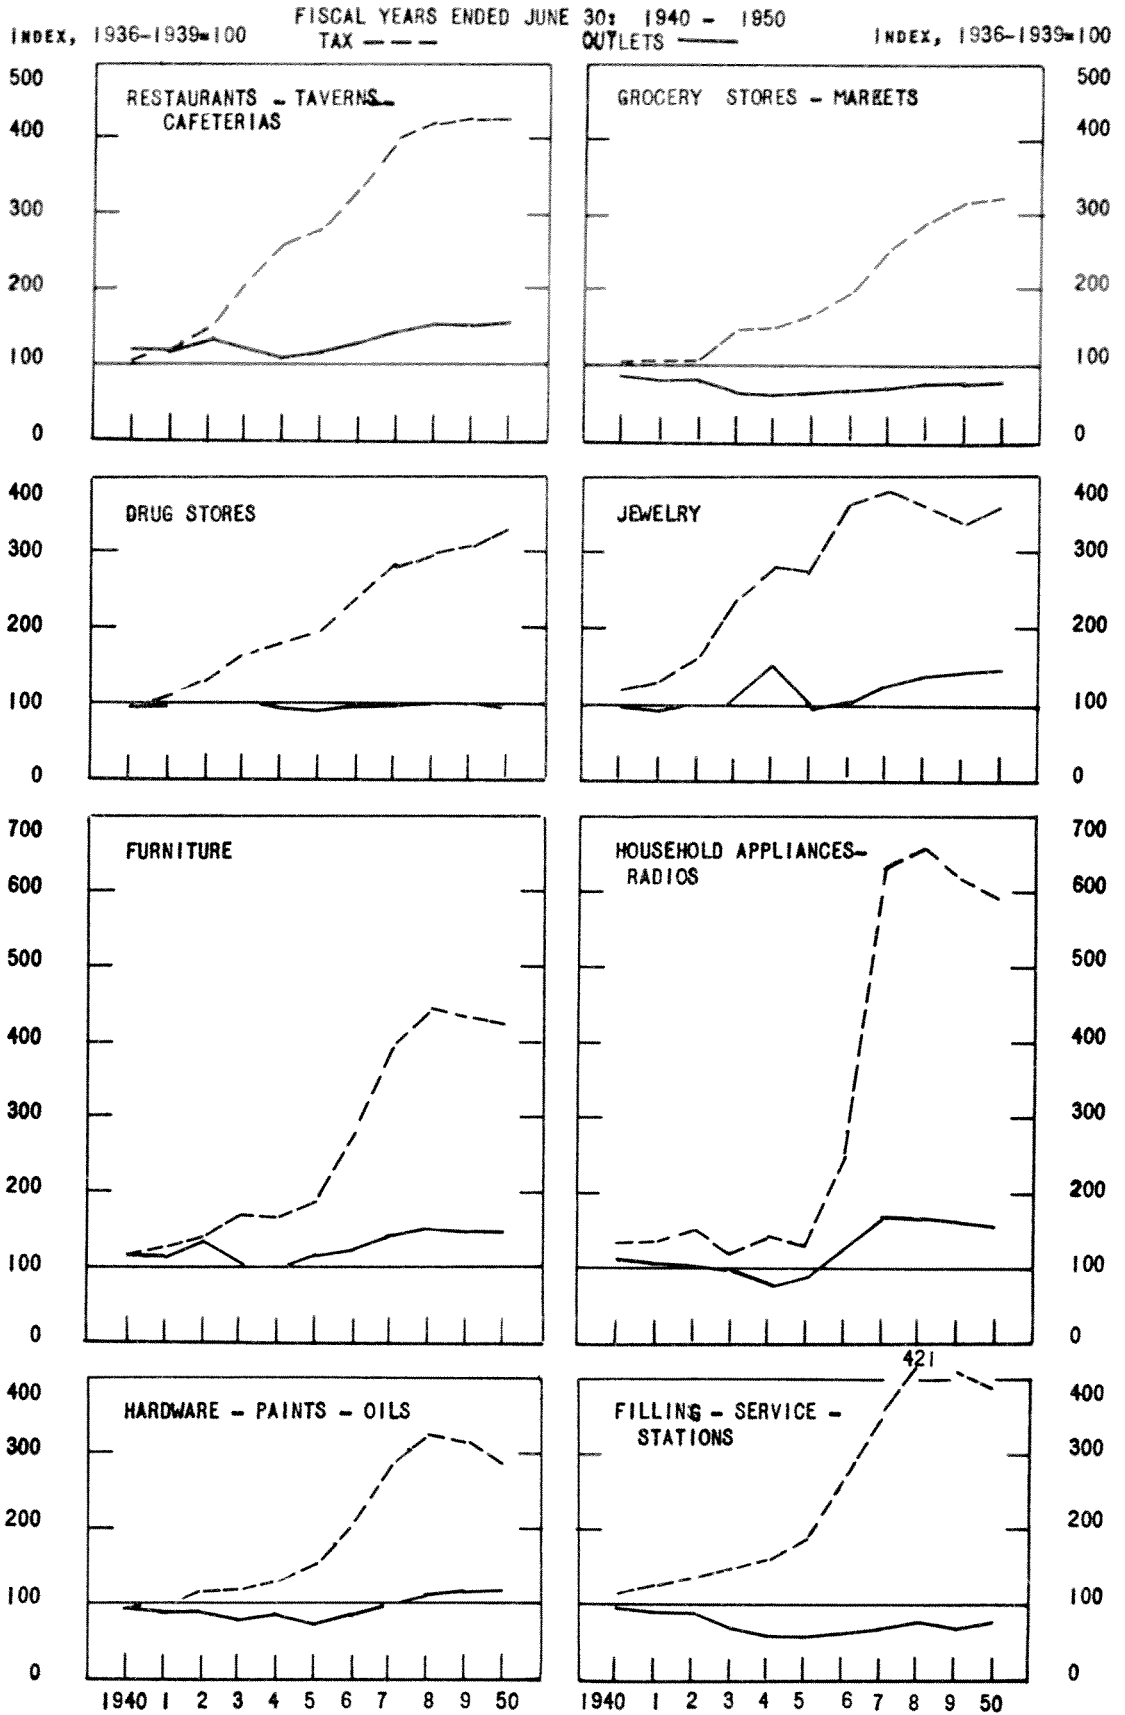 FISCAL YEARS ENDED JUNE 30: 1940 - 1950
INDEX, 1936-1939=100 TAX --- OUTLETS — INDEX, 1936-1939=100
500 RESTAURANTS - TAVERNS- GROCERY STORES - MARKETS 500
CAFETERIAS
400 400
300 300
200 200
100 100
0 0
400 DRUG STORES JEWELRY 400
300 300
200 200
100 100
0 0
700 FURNITURE HOUSEHOLD APPLIANCES- 700
RADIOS
600 600
500 500
400 400
300 300
200 200
100 100
0 0
421
400 HARDWARE - PAINTS - OILS FILLING - SERVICE - 400
STATIONS
300 300
200 200
100 100
0 0
1940 1 2 3 4 5 6 7 8 9 50 1940 1 2 3 4 5 6 7 8 9 50